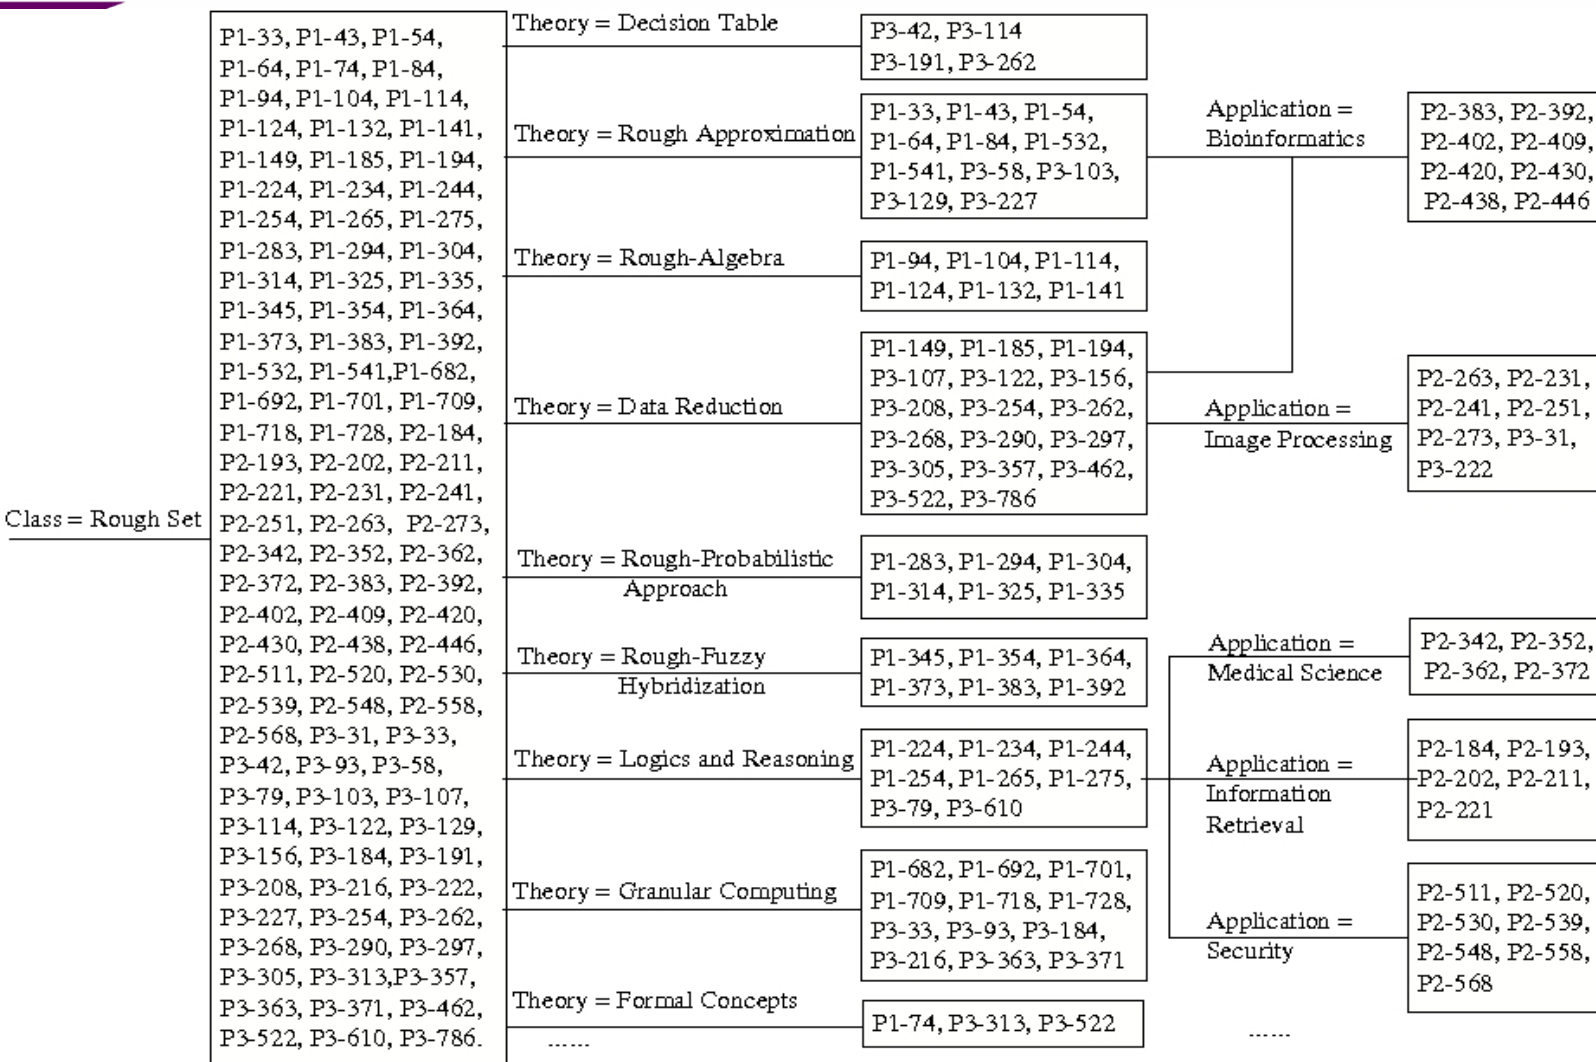 Class = Rough Set
P1-33, P1-43, P1-54,
P1-64, P1-74, P1-84,
P1-94, P1-104, P1-114,
P1-124, P1-132, P1-141,
P1-149, P1-185, P1-194,
P1-224, P1-234, P1-244,
P1-254, P1-265, P1-275,
P1-283, P1-294, P1-304,
P1-314, P1-325, P1-335,
P1-345, P1-354, P1-364,
P1-373, P1-383, P1-392,
P1-532, P1-541,P1-682,
P1-692, P1-701, P1-709,
P1-718, P1-728, P2-184,
P2-193, P2-202, P2-211,
P2-221, P2-231, P2-241,
P2-251, P2-263, P2-273,
P2-342, P2-352, P2-362,
P2-372, P2-383, P2-392,
P2-402, P2-409, P2-420,
P2-430, P2-438, P2-446,
P2-511, P2-520, P2-530,
P2-539, P2-548, P2-558,
P2-568, P3-31, P3-33,
P3-42, P3-93, P3-58,
P3-79, P3-103, P3-107,
P3-114, P3-122, P3-129,
P3-156, P3-184, P3-191,
P3-208, P3-216, P3-222,
P3-227, P3-254, P3-262,
P3-268, P3-290, P3-297,
P3-305, P3-313,P3-357,
P3-363, P3-371, P3-462,
P3-522, P3-610, P3-786.
Theory = Decision Table
P3-42, P3-114
P3-191, P3-262
Theory = Rough Approximation
P1-33, P1-43, P1-54,
P1-64, P1-84, P1-532,
P1-541, P3-58, P3-103,
P3-129, P3-227
Theory = Rough-Algebra
P1-94, P1-104, P1-114,
P1-124, P1-132, P1-141
Theory = Data Reduction
P1-149, P1-185, P1-194,
P3-107, P3-122, P3-156,
P3-208, P3-254, P3-262,
P3-268, P3-290, P3-297,
P3-305, P3-357, P3-462,
P3-522, P3-786
Theory = Rough-Probabilistic
Approach
P1-283, P1-294, P1-304,
P1-314, P1-325, P1-335
Theory = Rough-Fuzzy
Hybridization
P1-345, P1-354, P1-364,
P1-373, P1-383, P1-392
Theory = Logics and Reasoning
P1-224, P1-234, P1-244,
P1-254, P1-265, P1-275,
P3-79, P3-610
Theory = Granular Computing
P1-682, P1-692, P1-701,
P1-709, P1-718, P1-728,
P3-33, P3-93, P3-184,
P3-216, P3-363, P3-371
Theory = Formal Concepts
P1-74, P3-313, P3-522
......
Application =
Bioinformatics
P2-383, P2-392,
P2-402, P2-409,
P2-420, P2-430,
P2-438, P2-446
Application =
Image Processing
P2-263, P2-231,
P2-241, P2-251,
P2-273, P3-31,
P3-222
Application =
Medical Science
P2-342, P2-352,
P2-362, P2-372
Application =
Information
Retrieval
P2-184, P2-193,
P2-202, P2-211,
P2-221
Application =
Security
P2-511, P2-520,
P2-530, P2-539,
P2-548, P2-558,
P2-568
......